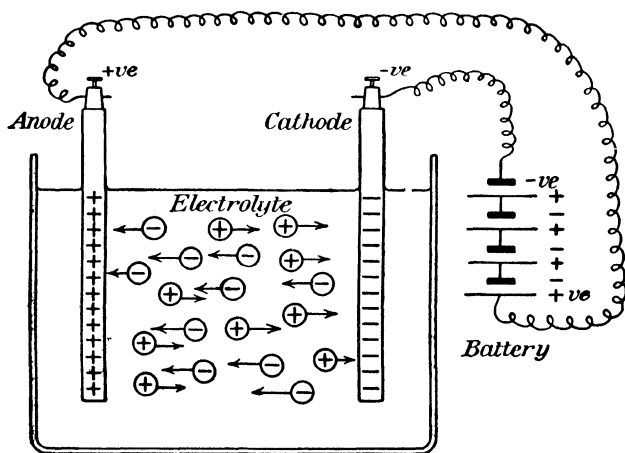 +ve
-ve
Anode
Cathode
Electrolyte
-ve
+
-
+
-
+
-
+ve
Battery